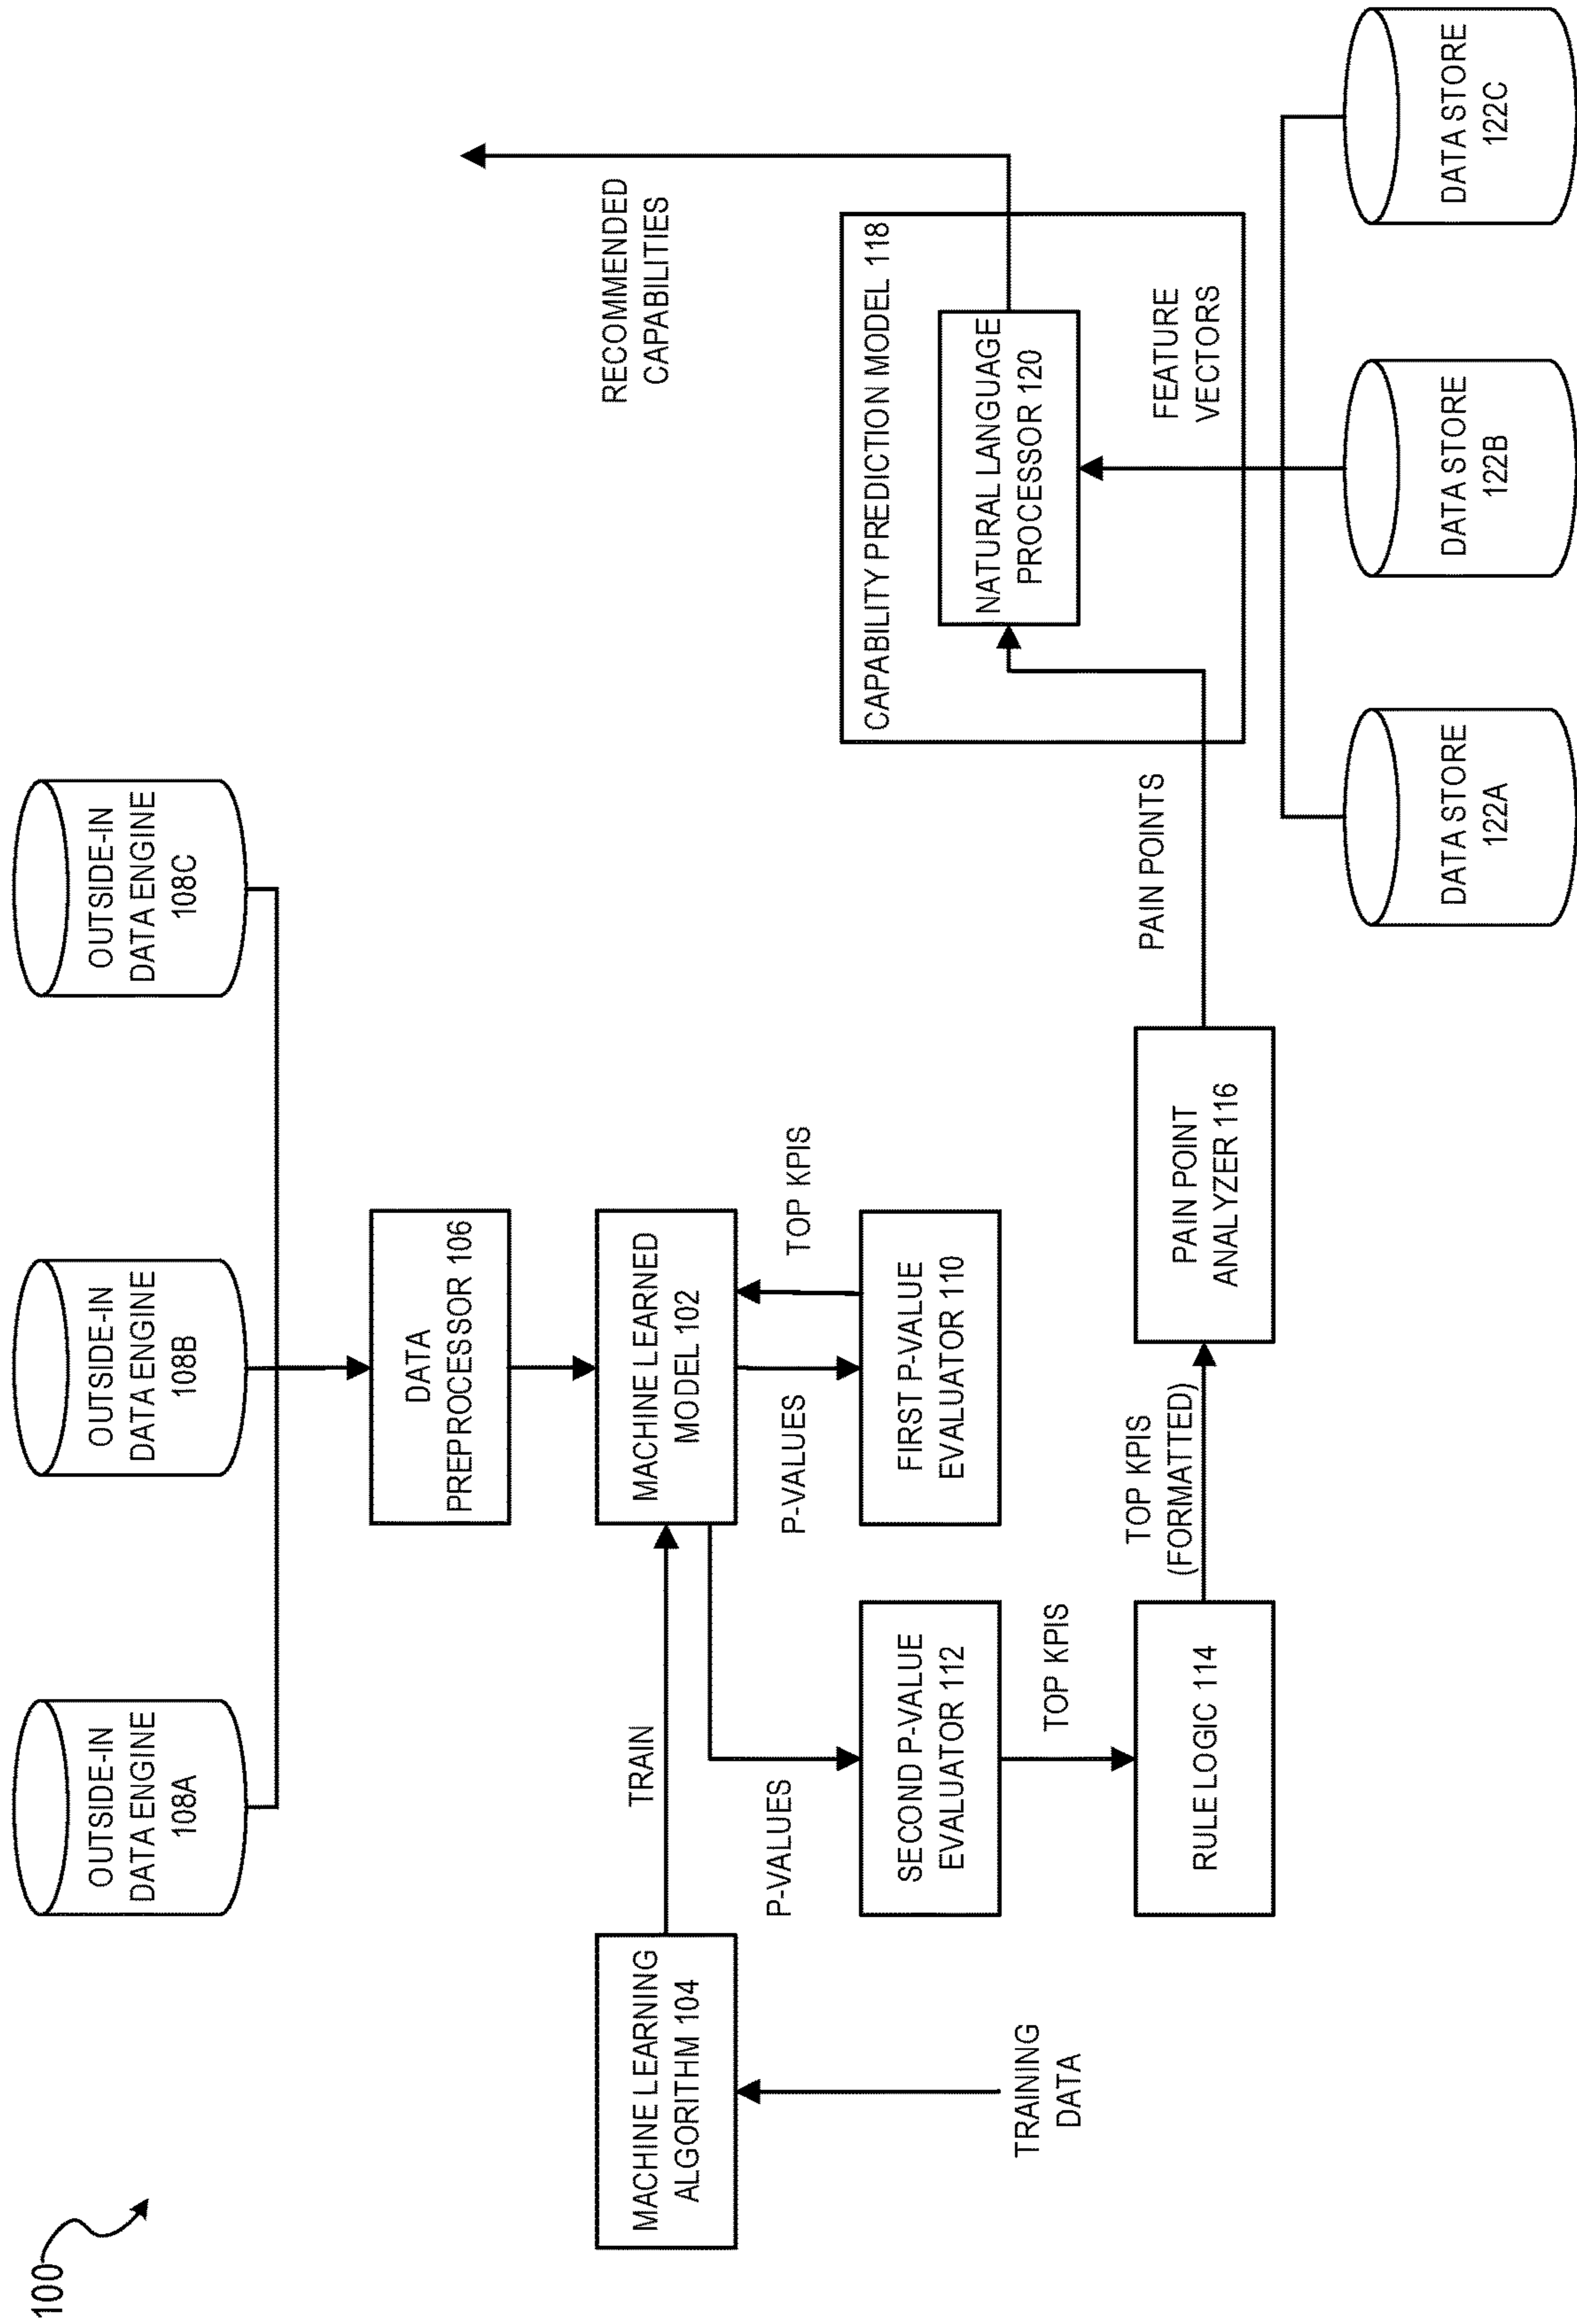 100
OUTSIDE-IN
DATA ENGINE
108A
OUTSIDE-IN
DATA ENGINE
108B
OUTSIDE-IN
DATA ENGINE
108C
DATA
PREPROCESSOR 106
MACHINE LEARNING
ALGORITHM 104
TRAIN
MACHINE LEARNED
MODEL 102
TRAINING
DATA
P-VALUES
P-VALUES
TOP KPIS
SECOND P-VALUE
EVALUATOR 112
FIRST P-VALUE
EVALUATOR 110
TOP KPIS
RULE LOGIC 114
TOP KPIS
(FORMATTED)
PAIN POINT
ANALYZER 116
PAIN POINTS
RECOMMENDED
CAPABILITIES
CAPABILITY PREDICTION MODEL 118
NATURAL LANGUAGE
PROCESSOR 120
FEATURE
VECTORS
DATA STORE
122A
DATA STORE
122B
DATA STORE
122C